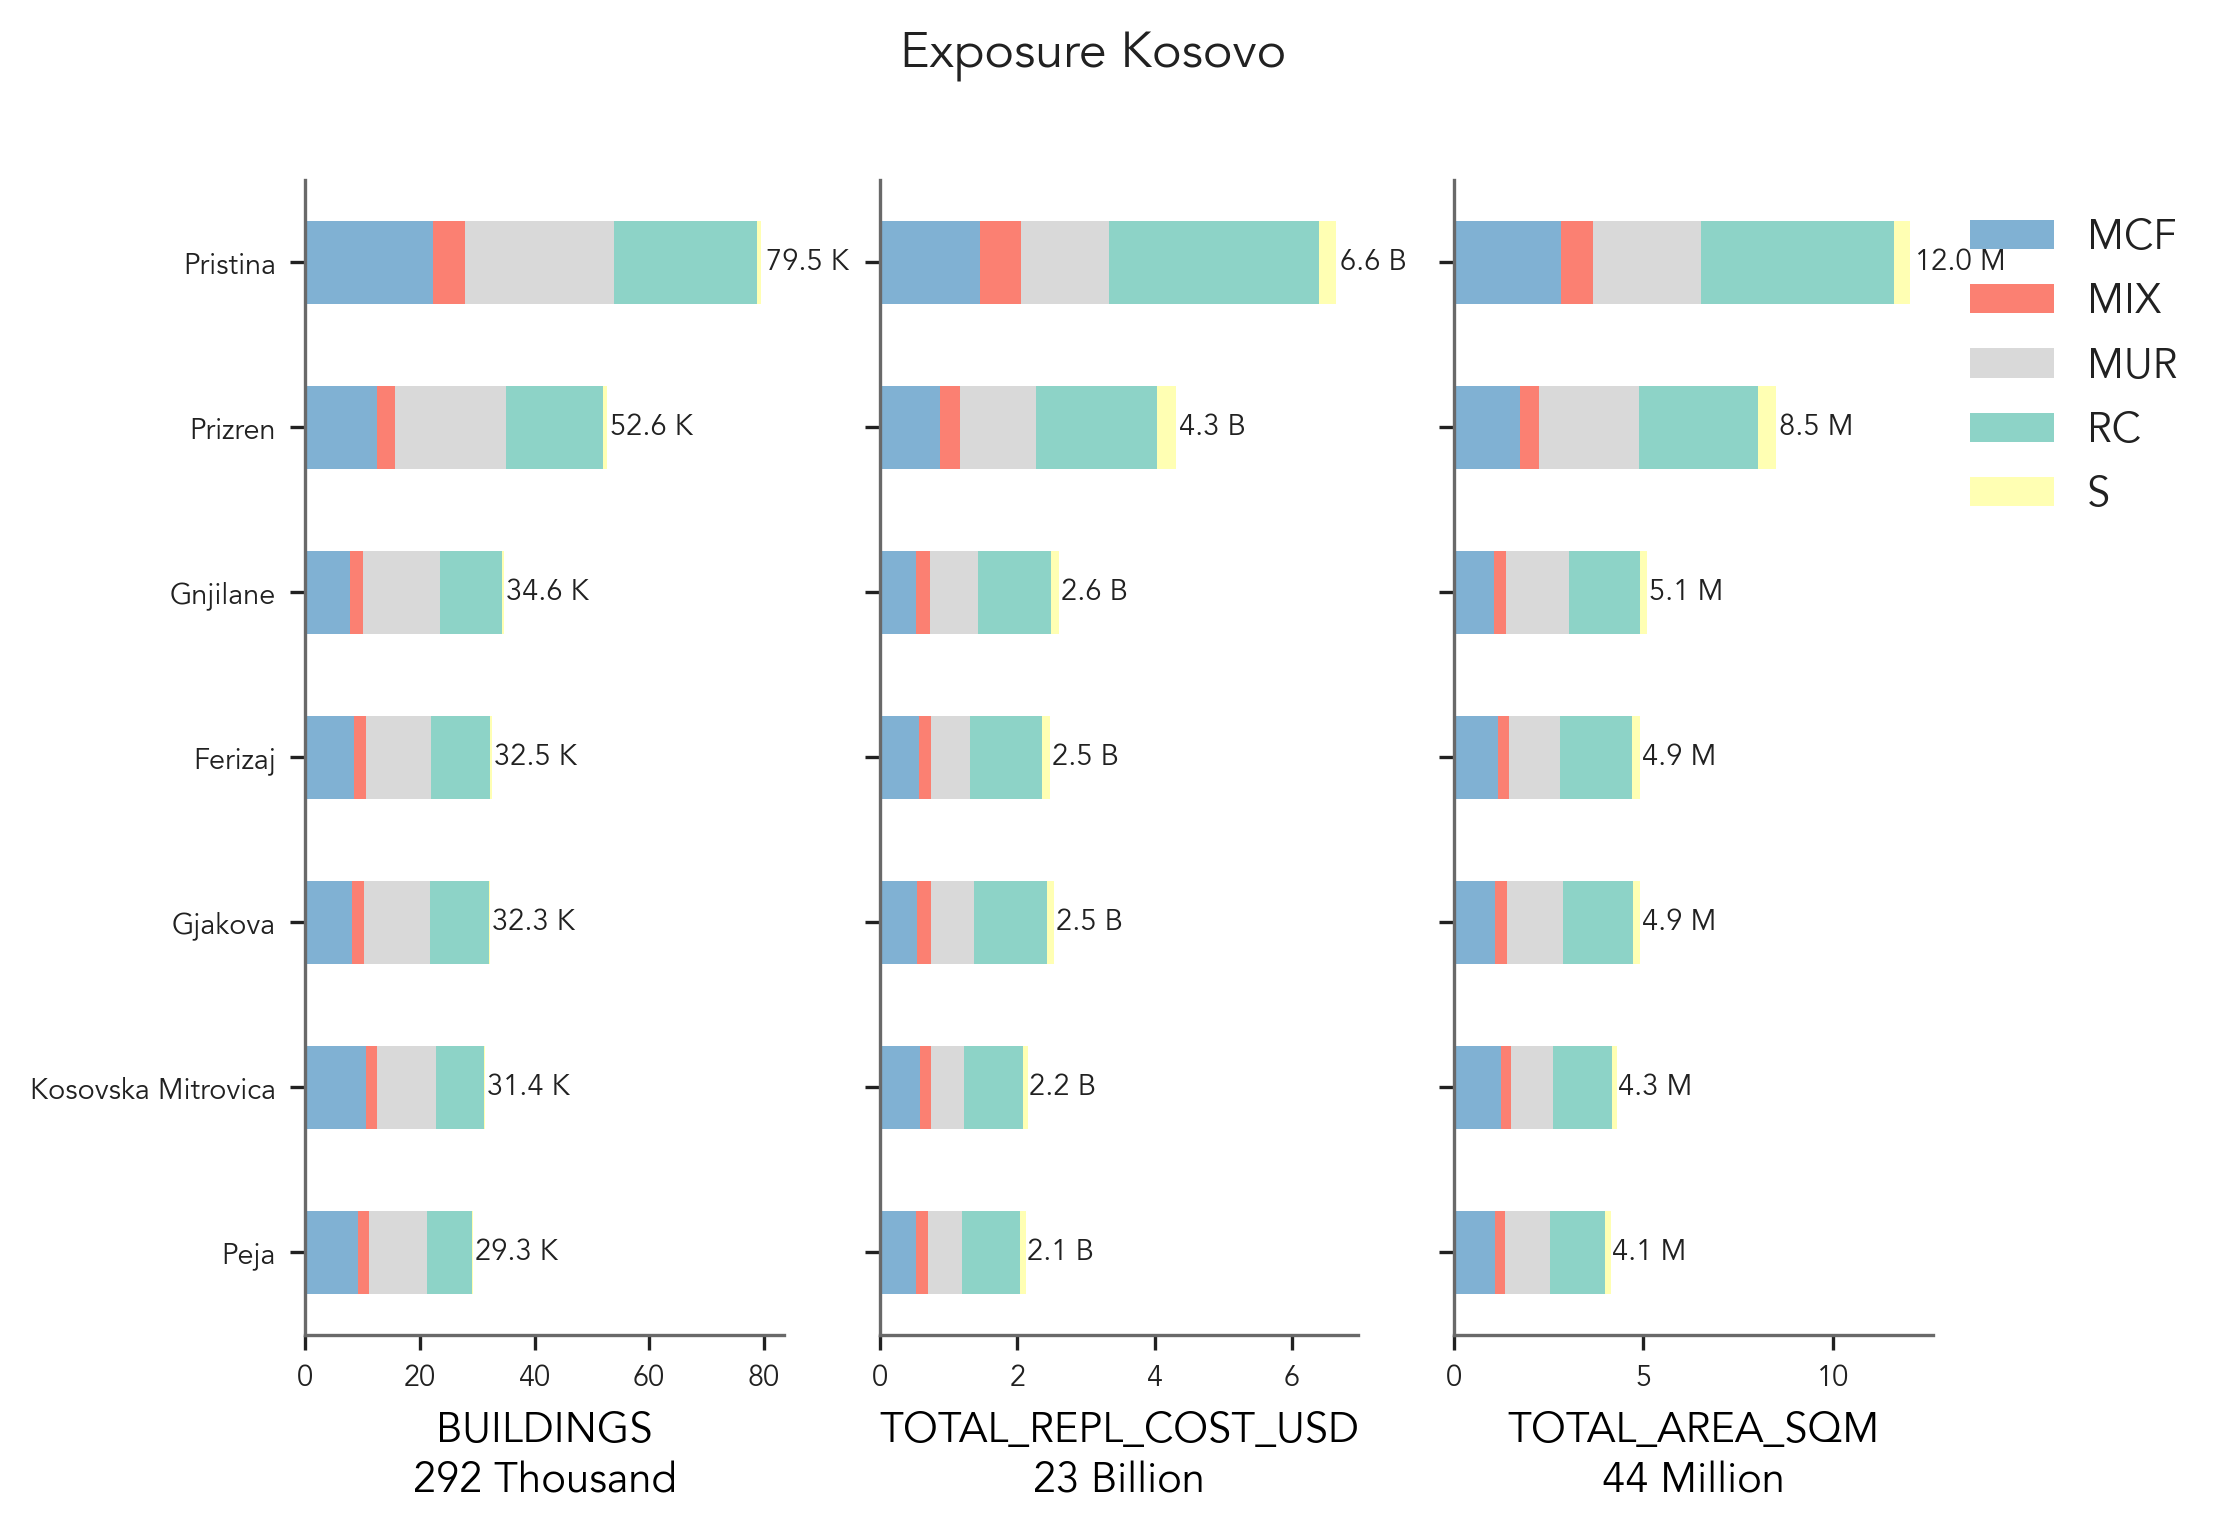 Exposure Kosovo
Pristina
79.5 K
6.6 B
12.0 M
Prizren
52.6 K
4.3 B
8.5 M
Gnjilane
34.6 K
2.6 B
5.1 M
Ferizaj
32.5 K
2.5 B
4.9 M
Gjakova
32.3 K
2.5 B
4.9 M
Kosovska Mitrovica
31.4 K
2.2 B
4.3 M
Peja
29.3 K
2.1 B
4.1 M
MCF
MIX
MUR
RC
S
0 20 40 60 80
BUILDINGS
292 Thousand
0 2 4 6
TOTAL_REPL_COST_USD
23 Billion
0 5 10
TOTAL_AREA_SQM
44 Million